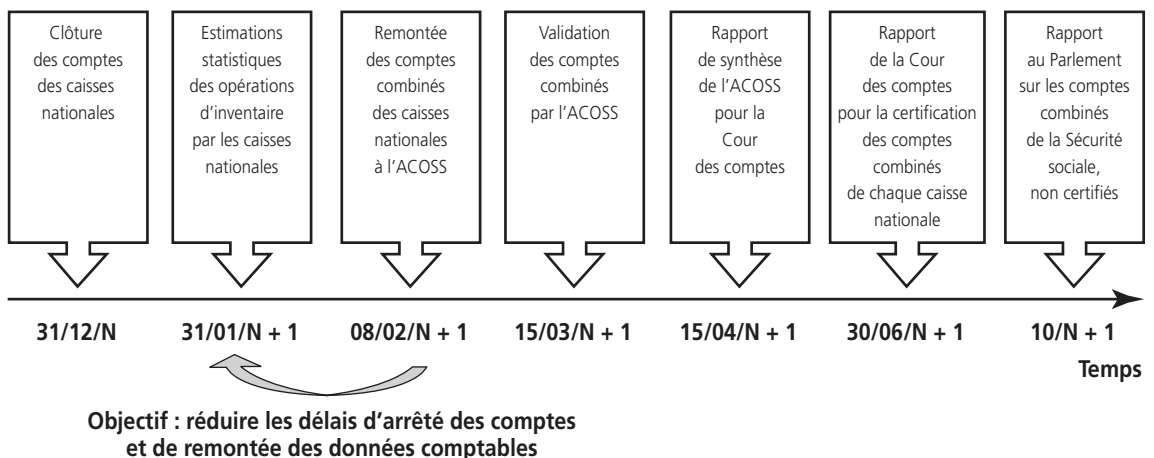 Clôture
des comptes
des caisses
nationales
Estimations
statistiques
des opérations
d'inventaire
par les caisses
nationales
Remontée
des comptes
combinés
des caisses
nationales
à l'ACOSS
Validation
des comptes
combinés
par l'ACOSS
Rapport
de synthèse
de l'ACOSS
pour la
Cour
des comptes
Rapport
de la Cour
des comptes
pour la certification
des comptes
combinés
de chaque caisse
nationale
Rapport
au Parlement
sur les comptes
combinés
de la Sécurité
sociale,
non certifiés
31/12/N
31/01/N + 1
08/02/N + 1
15/03/N + 1
15/04/N + 1
30/06/N + 1
10/N + 1
Temps
Objectif : réduire les délais d'arrêté des comptes
et de remontée des données comptables